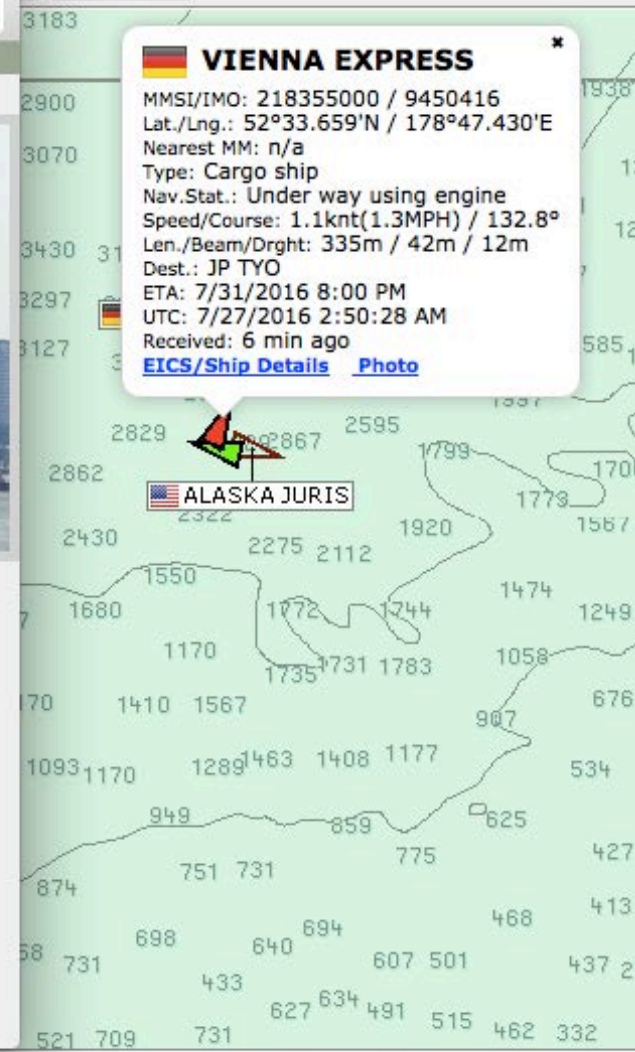 3183
VIENNA EXPRESS
MMSI/IMO: 218355000 / 9450416
2900
1938
Lat./Lng.: 52°33.659'N / 178°47.430'E
Nearest MM: n/a
3070
Type: Cargo ship
Nav.Stat.: Under way using engine
Speed/Course: 1.1knt(1.3MPH) / 132.8º
3430
Len./Beam/Drght: 335m / 42m / 12m
Dest.: JP TYO
3297
ETA: 7/31/2016 8:00 PM
UTC: 7/27/2016 2:50:28 AM
3127
Received: 6 min ago
585
EICS/Ship Details Photo
2829 2867 2595
1799
2862
ALASKA JURIS
1773
2322
1567
2430 2275 2112 1920
1550
1474
1680 1772 1744 1249
1170 1735 1731 1783 1058
1410 1567 907 676
1093 1170 1289 1463 1408 1177 534
949 859 625
775 427
874 751 731
413
698 640 694 468
731 433 607 501 437
627 634 491 515 462 332
521 709 731